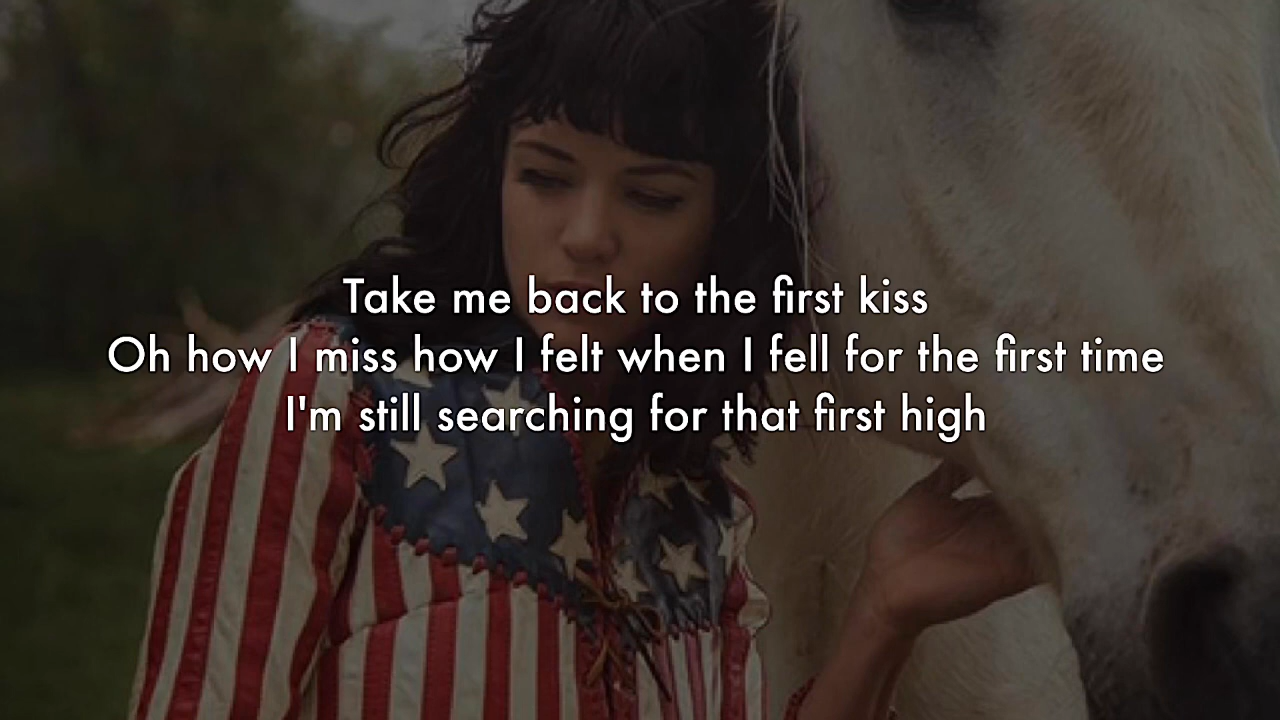 Take me back to the first kiss
Oh how I miss how I felt when I fell for the first time
I'm still searching for that first high